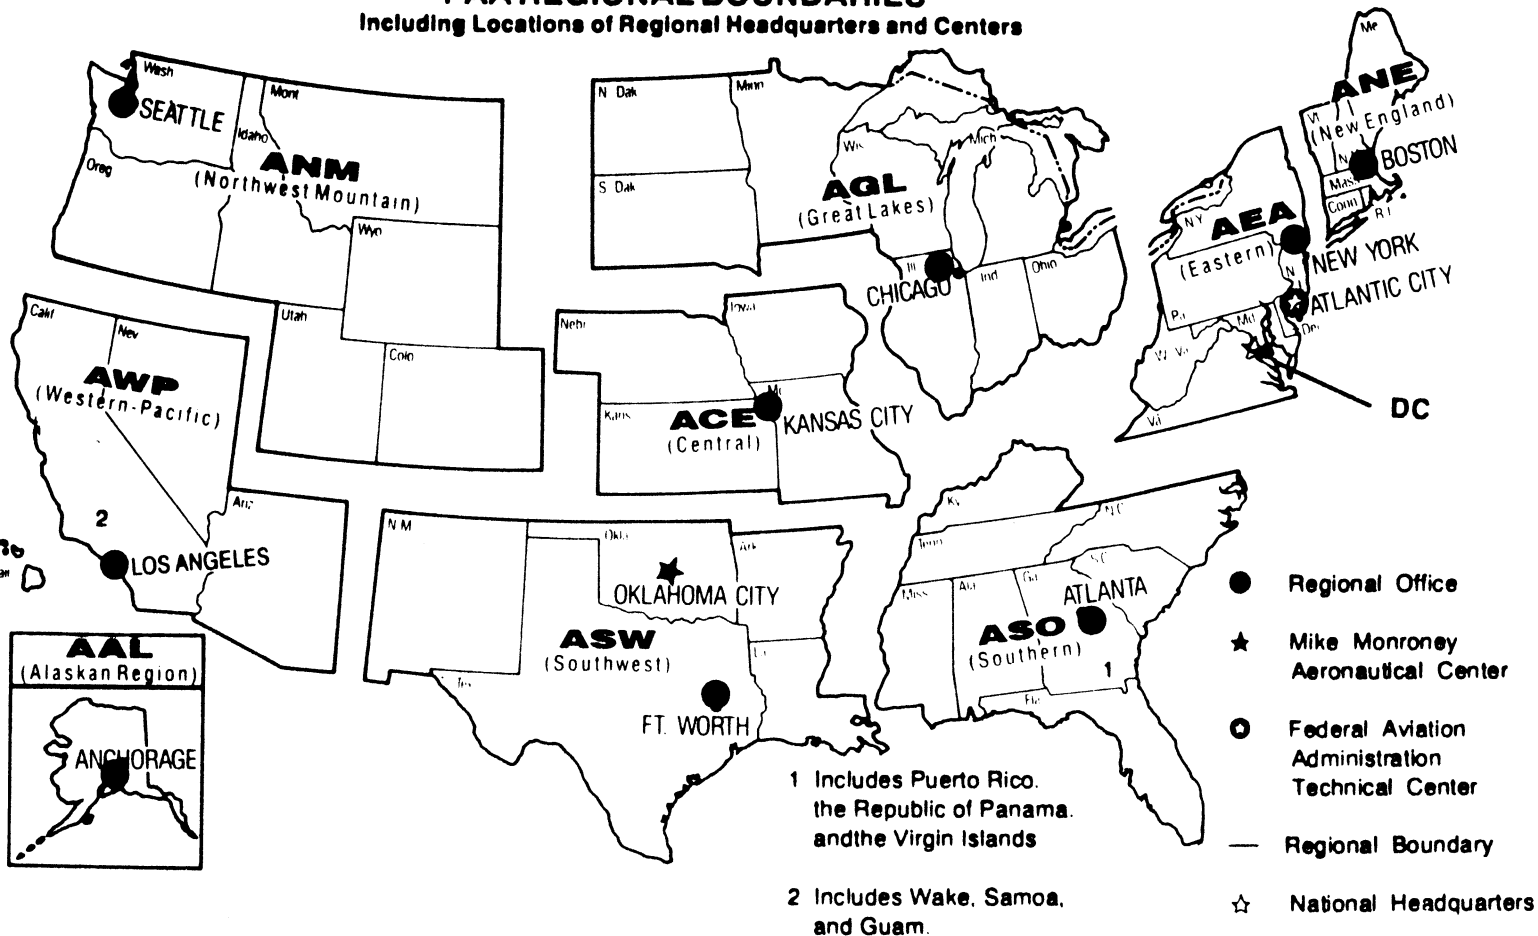 REGIONAL BOUNDARIES
Including Locations of Regional Headquarters and Centers
Wash
SEATTLE
Mont
Idaho
Oreg
ANM
(Northwest Mountain)
Wyn
Utah
Colo
N Dak
Minn
S Dak
Wis
Mich
AGL
(Great Lakes)
Ill
CHICAGO
Ind
Ohio
Me
ANE
Vt
(New England)
N
BOSTON
Mass
Conn
R I
N Y
AEA
(Eastern)
NEW YORK
N
ATLANTIC CITY
Pa
Md
De
W Va
Va
DC
Calif
Nev
AWP
(Western-Pacific)
2
LOS ANGELES
Ariz
Nebr
Iowa
Kans
Mo
ACE
(Central)
KANSAS CITY
N M
Okla
Ark
OKLAHOMA CITY
ASW
(Southwest)
Tex
La
FT. WORTH
Ky
Tenn
N C
S C
Miss
Ala
Ga
ATLANTA
ASO
(Southern)
1
Fla
AAL
(Alaskan Region)
ANCHORAGE
1 Includes Puerto Rico.
the Republic of Panama.
andthe Virgin Islands
2 Includes Wake, Samoa,
and Guam.
Regional Office
Mike Monroney
Aeronautical Center
Federal Aviation
Administration
Technical Center
Regional Boundary
National Headquarters